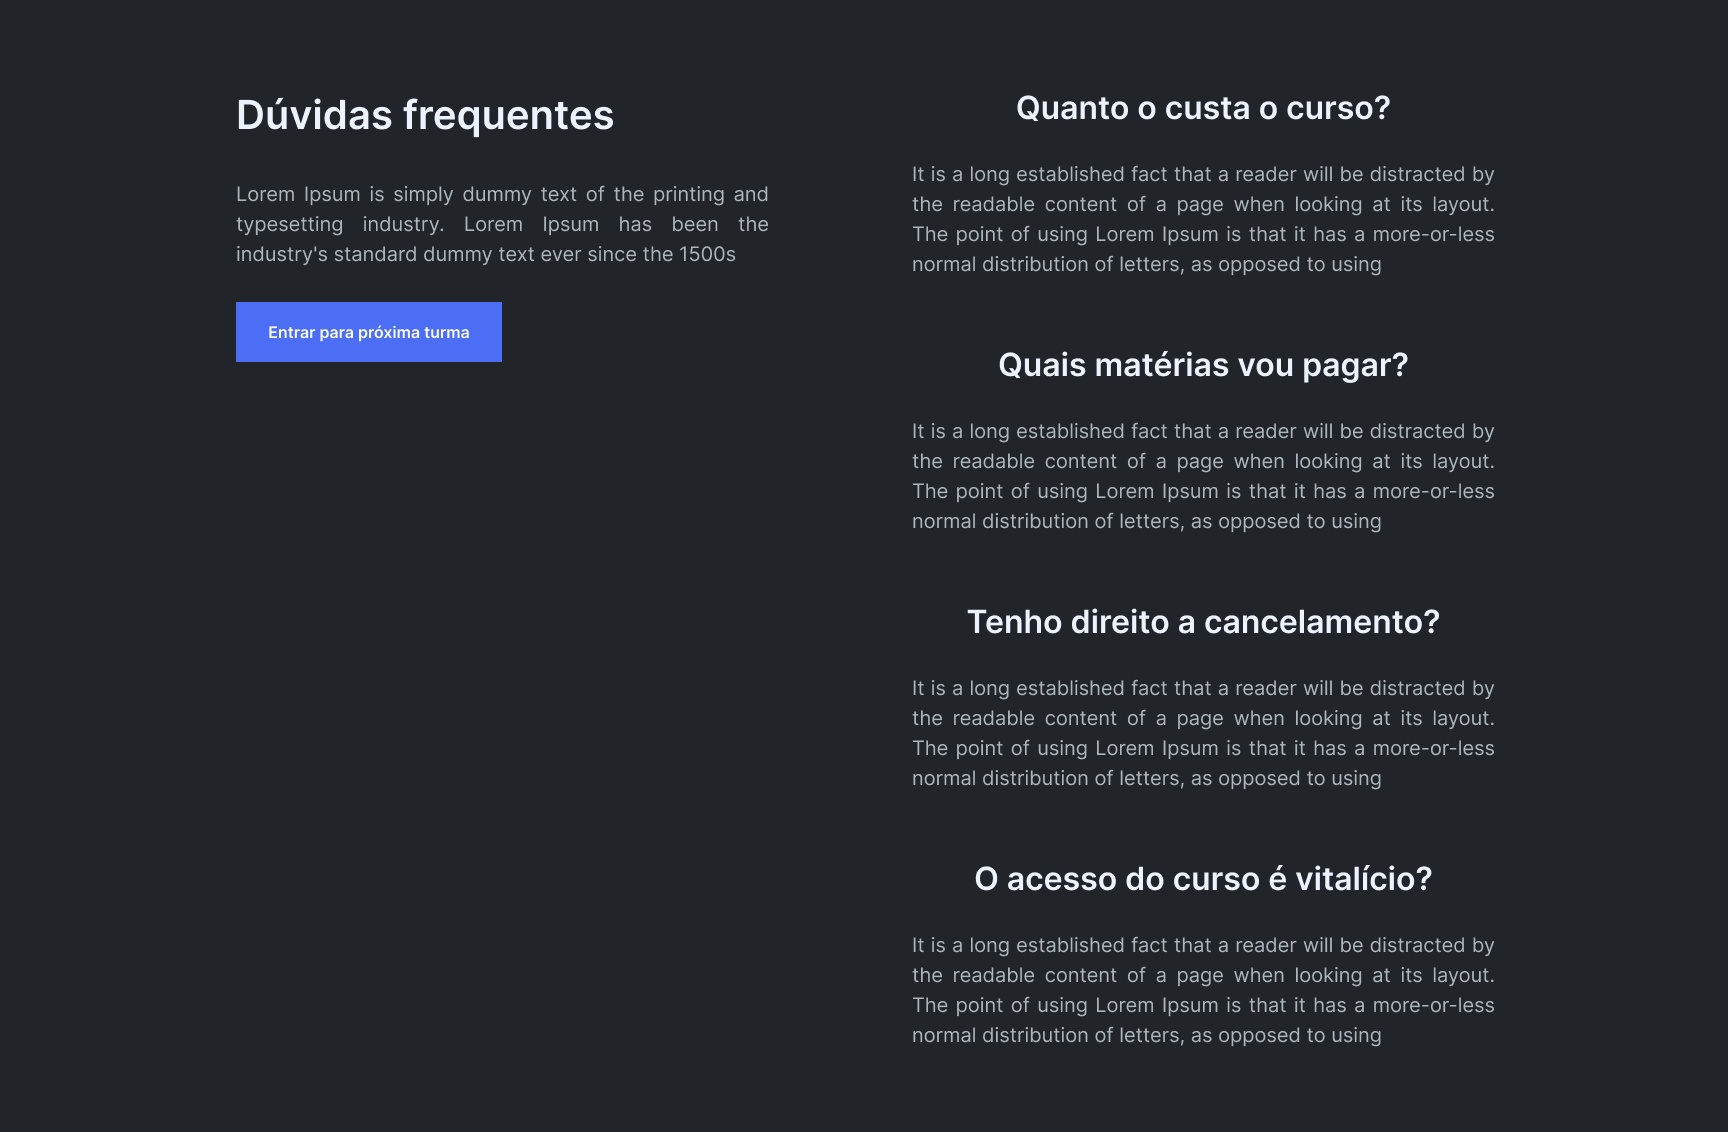 Dúvidas frequentes
Lorem Ipsum is simply dummy text of the printing and
typesetting industry. Lorem Ipsum has been the
industry's standard dummy text ever since the 1500s
Entrar para próxima turma
Quanto o custa o curso?
It is a long established fact that a reader will be distracted by
the readable content of a page when looking at its layout.
The point of using Lorem Ipsum is that it has a more-or-less
normal distribution of letters, as opposed to using
Quais matérias vou pagar?
It is a long established fact that a reader will be distracted by
the readable content of a page when looking at its layout.
The point of using Lorem Ipsum is that it has a more-or-less
normal distribution of letters, as opposed to using
Tenho direito a cancelamento?
It is a long established fact that a reader will be distracted by
the readable content of a page when looking at its layout.
The point of using Lorem Ipsum is that it has a more-or-less
normal distribution of letters, as opposed to using
O acesso do curso é vitalício?
It is a long established fact that a reader will be distracted by
the readable content of a page when looking at its layout.
The point of using Lorem Ipsum is that it has a more-or-less
normal distribution of letters, as opposed to using